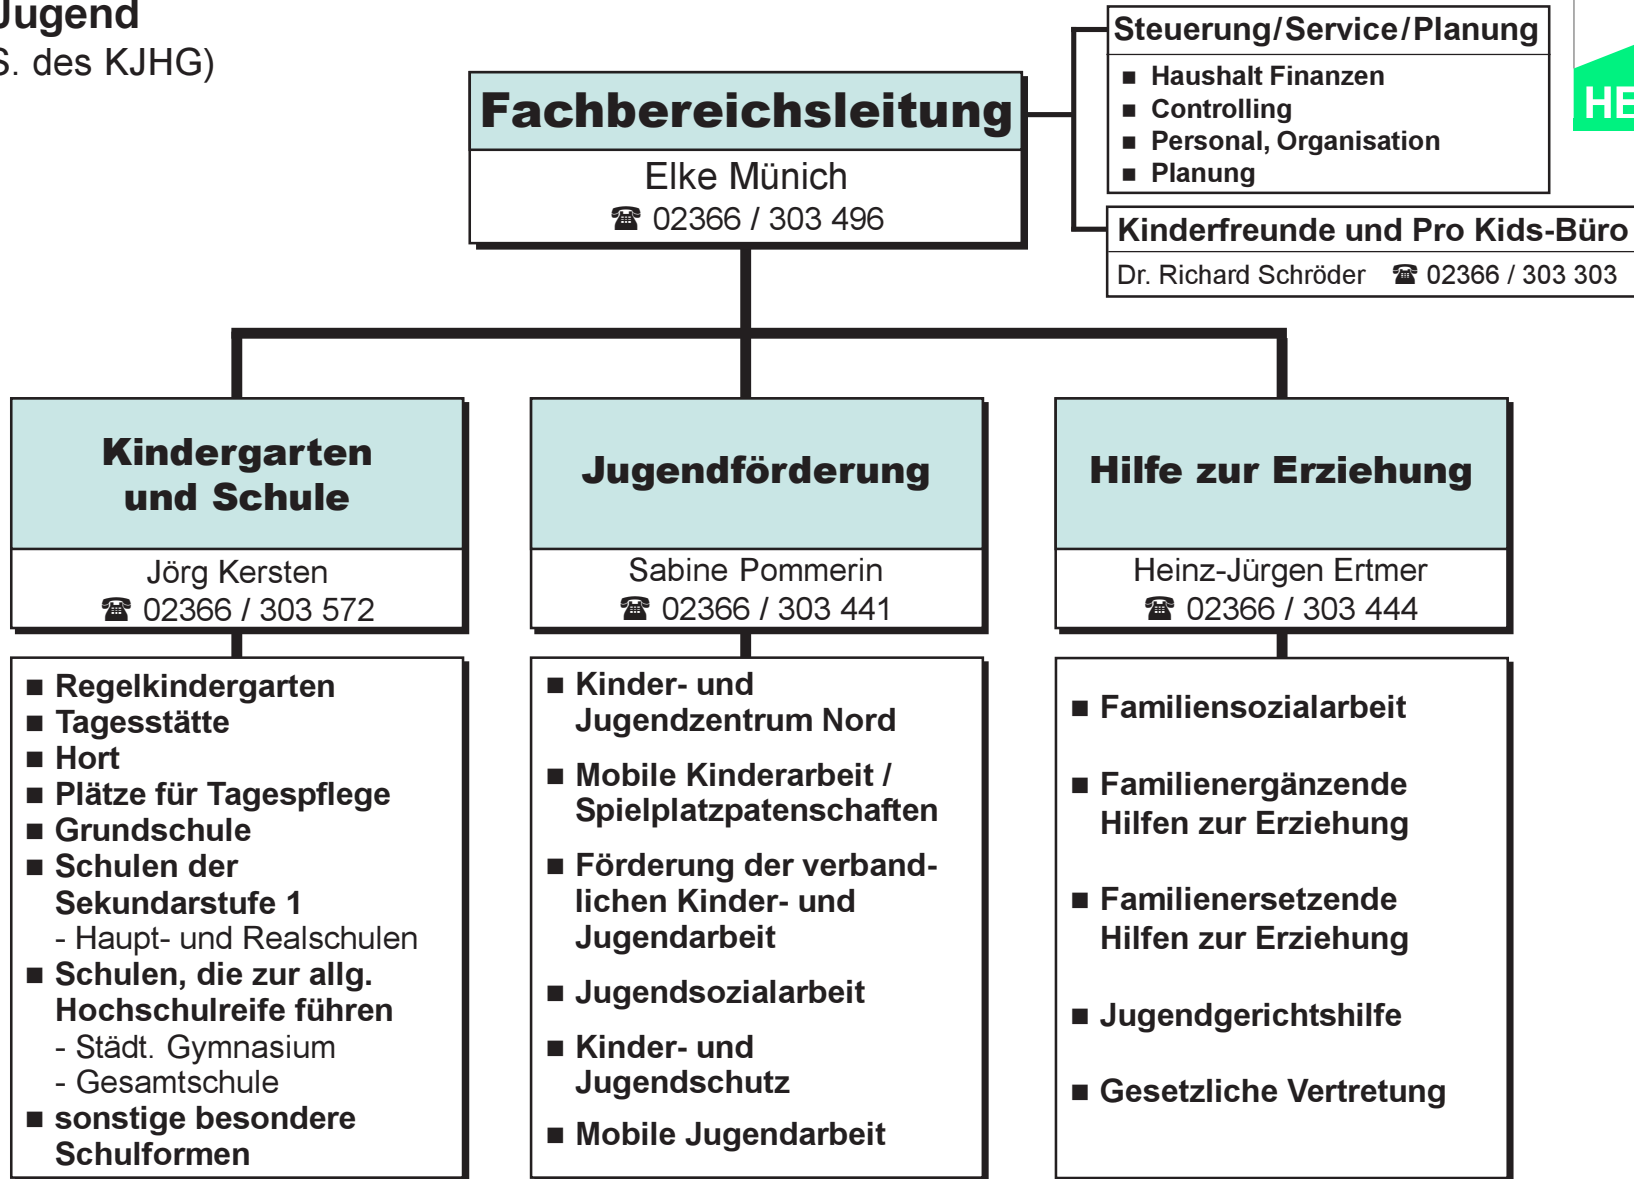 Jugend
S. des KJHG)
Fachbereichsleitung
Elke Münich
☎ 02366 / 303 496
Steuerung/Service/Planung
■ Haushalt Finanzen
■ Controlling
■ Personal, Organisation
■ Planung
HE
Kinderfreunde und Pro Kids-Büro
Dr. Richard Schröder ☎ 02366 / 303 303
Kindergarten
und Schule
Jörg Kersten
☎ 02366 / 303 572
■ Regelkindergarten
■ Tagesstätte
■ Hort
■ Plätze für Tagespflege
■ Grundschule
■ Schulen der
Sekundarstufe 1
- Haupt- und Realschulen
■ Schulen, die zur allg.
Hochschulreife führen
- Städt. Gymnasium
- Gesamtschule
■ sonstige besondere
Schulformen
Jugendförderung
Sabine Pommerin
☎ 02366 / 303 441
■ Kinder- und
Jugendzentrum Nord
■ Mobile Kinderarbeit /
Spielplatzpatenschaften
■ Förderung der verband-
lichen Kinder- und
Jugendarbeit
■ Jugendsozialarbeit
■ Kinder- und
Jugendschutz
■ Mobile Jugendarbeit
Hilfe zur Erziehung
Heinz-Jürgen Ertmer
☎ 02366 / 303 444
■ Familiensozialarbeit
■ Familienergänzende
Hilfen zur Erziehung
■ Familienersetzende
Hilfen zur Erziehung
■ Jugendgerichtshilfe
■ Gesetzliche Vertretung